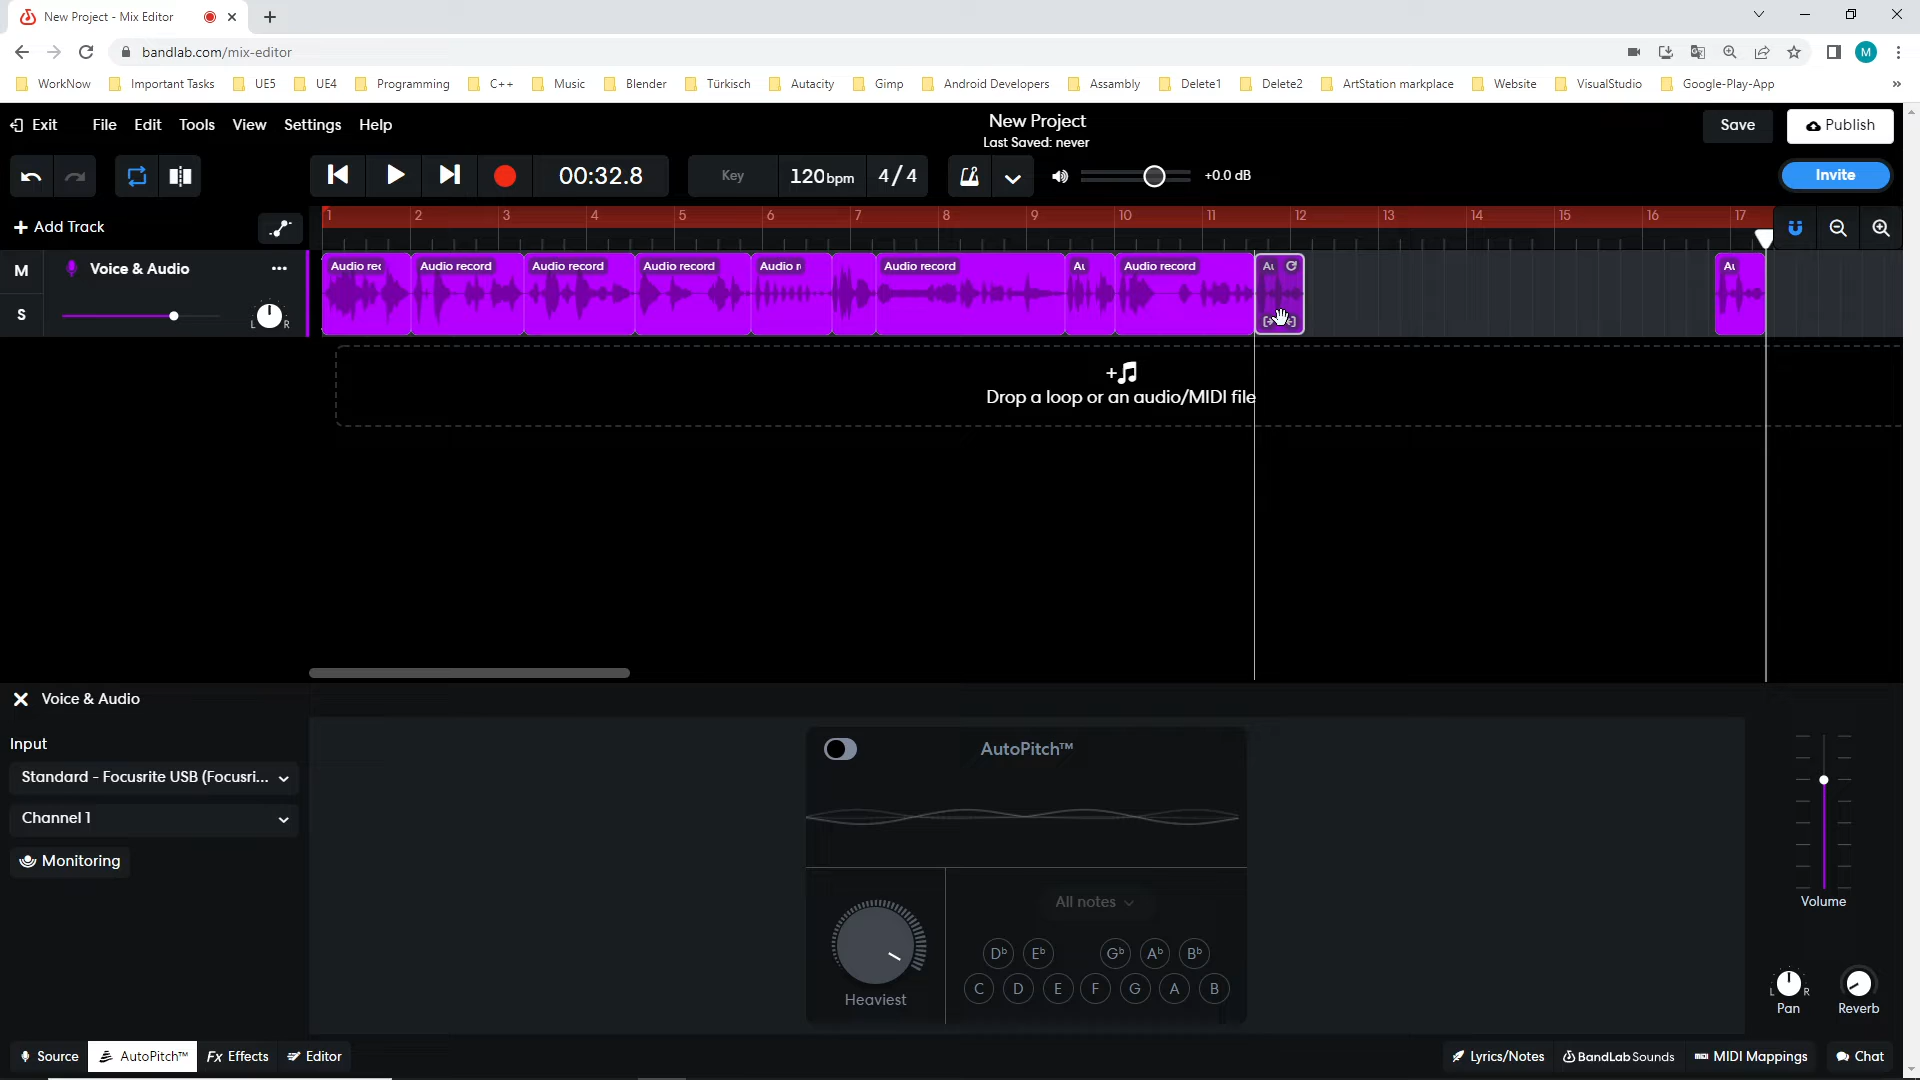 New Project - Mix Editor
bandlab.com/mix-editor
M
WorkNow
Important Tasks
UE5
UE4
Programming
C++
Music
Blender
Türkisch
Autacity
Gimp
Android Developers
Assambly
Delete1
Delete2
ArtStation markplace
Website
VisualStudio
Google-Play-App
»
Exit
File
Edit
Tools
View
Settings
Help
New Project
Last Saved: never
Save
Publish
00:32.8
Key
120bpm
4/4
+0.0 dB
Invite
+ Add Track
1
2
3
4
5
6
7
8
9
10
11
12
13
14
15
16
17
M
Voice & Audio
S
L
R
Audio rec
Audio record
Audio record
Audio record
Audio r
Audio record
Au
Audio record
Au
Au
Drop a loop or an audio/MIDI file
Voice & Audio
Input
Standard - Focusrite USB (Focusri...
Channel 1
Monitoring
AutoPitch™
Heaviest
All notes
Db
Eb
Gb
Ab
Bb
C
D
E
F
G
A
B
Volume
L
R
Pan
Reverb
Source
AutoPitch™
Fx Effects
Editor
Lyrics/Notes
BandLab Sounds
MIDI Mappings
Chat